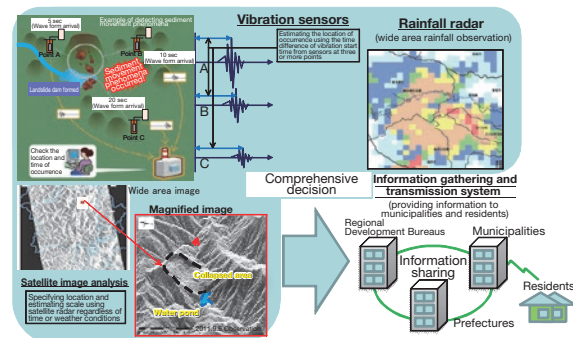 5 sec
(Wave form arrival)
Example of detecting sediment
movement phenomena
Point A
Point B
10 sec
(Wave form arrival)
Sediment
movement
phenomena
occurred
Landslide dam formed
20 sec
(Wave form arrival)
Point C
Check the
location and
time of
occurrence
Vibration sensors
Estimating the location of
occurrence using the time
difference of vibration start
time from sensors at three
or more points
A
B
C
Rainfall radar
(wide area rainfall observation)
Wide area image
Magnified image
Collapsed area
Water pond
2011.9.5 Observation
Satellite image analysis
Specifying location and
estimating scale using
satellite radar regardless of
time or weather conditions
Comprehensive
decision
Information gathering and
transmission system
(providing information to
municipalities and residents)
Regional
Development Bureaus
Municipalities
Information
sharing
Residents
Prefectures